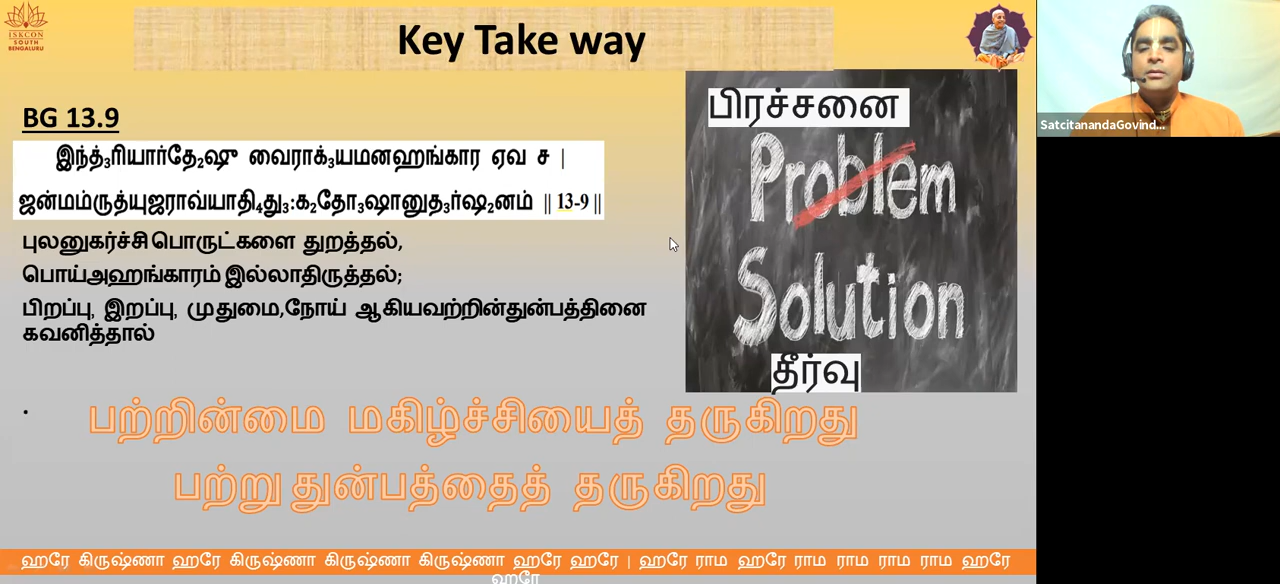 ISKCON
SOUTH
BENGALURU
Key Take way
SatcitanandaGovind...
BG 13.9
இந்த்3ரியார்தே2ஷு வைராக்3யமனஹங்கார ஏவ ச |
ஜன்மம்ருத்யுஜராவ்யாதி4து3:க2தோ3ஷானுத3ர்ஷ2னம் || 13-9 ||
புலனுகர்ச்சி பொருட்களை துறத்தல்,
பொய்அஹங்காரம் இல்லாதிருத்தல்;
பிறப்பு, இறப்பு, முதுமை,நோய் ஆகியவற்றின்துன்பத்தினை
கவனித்தால்
பிரச்சனை
Problem
Solution
தீர்வு
• பற்றின்மை மகிழ்ச்சியைத் தருகிறது
பற்று துன்பத்தைத் தருகிறது
ஹரே கிருஷ்ணா ஹரே கிருஷ்ணா கிருஷ்ணா கிருஷ்ணா ஹரே ஹரே | ஹரே ராம ஹரே ராம ராம ராம ஹரே
ஹரே